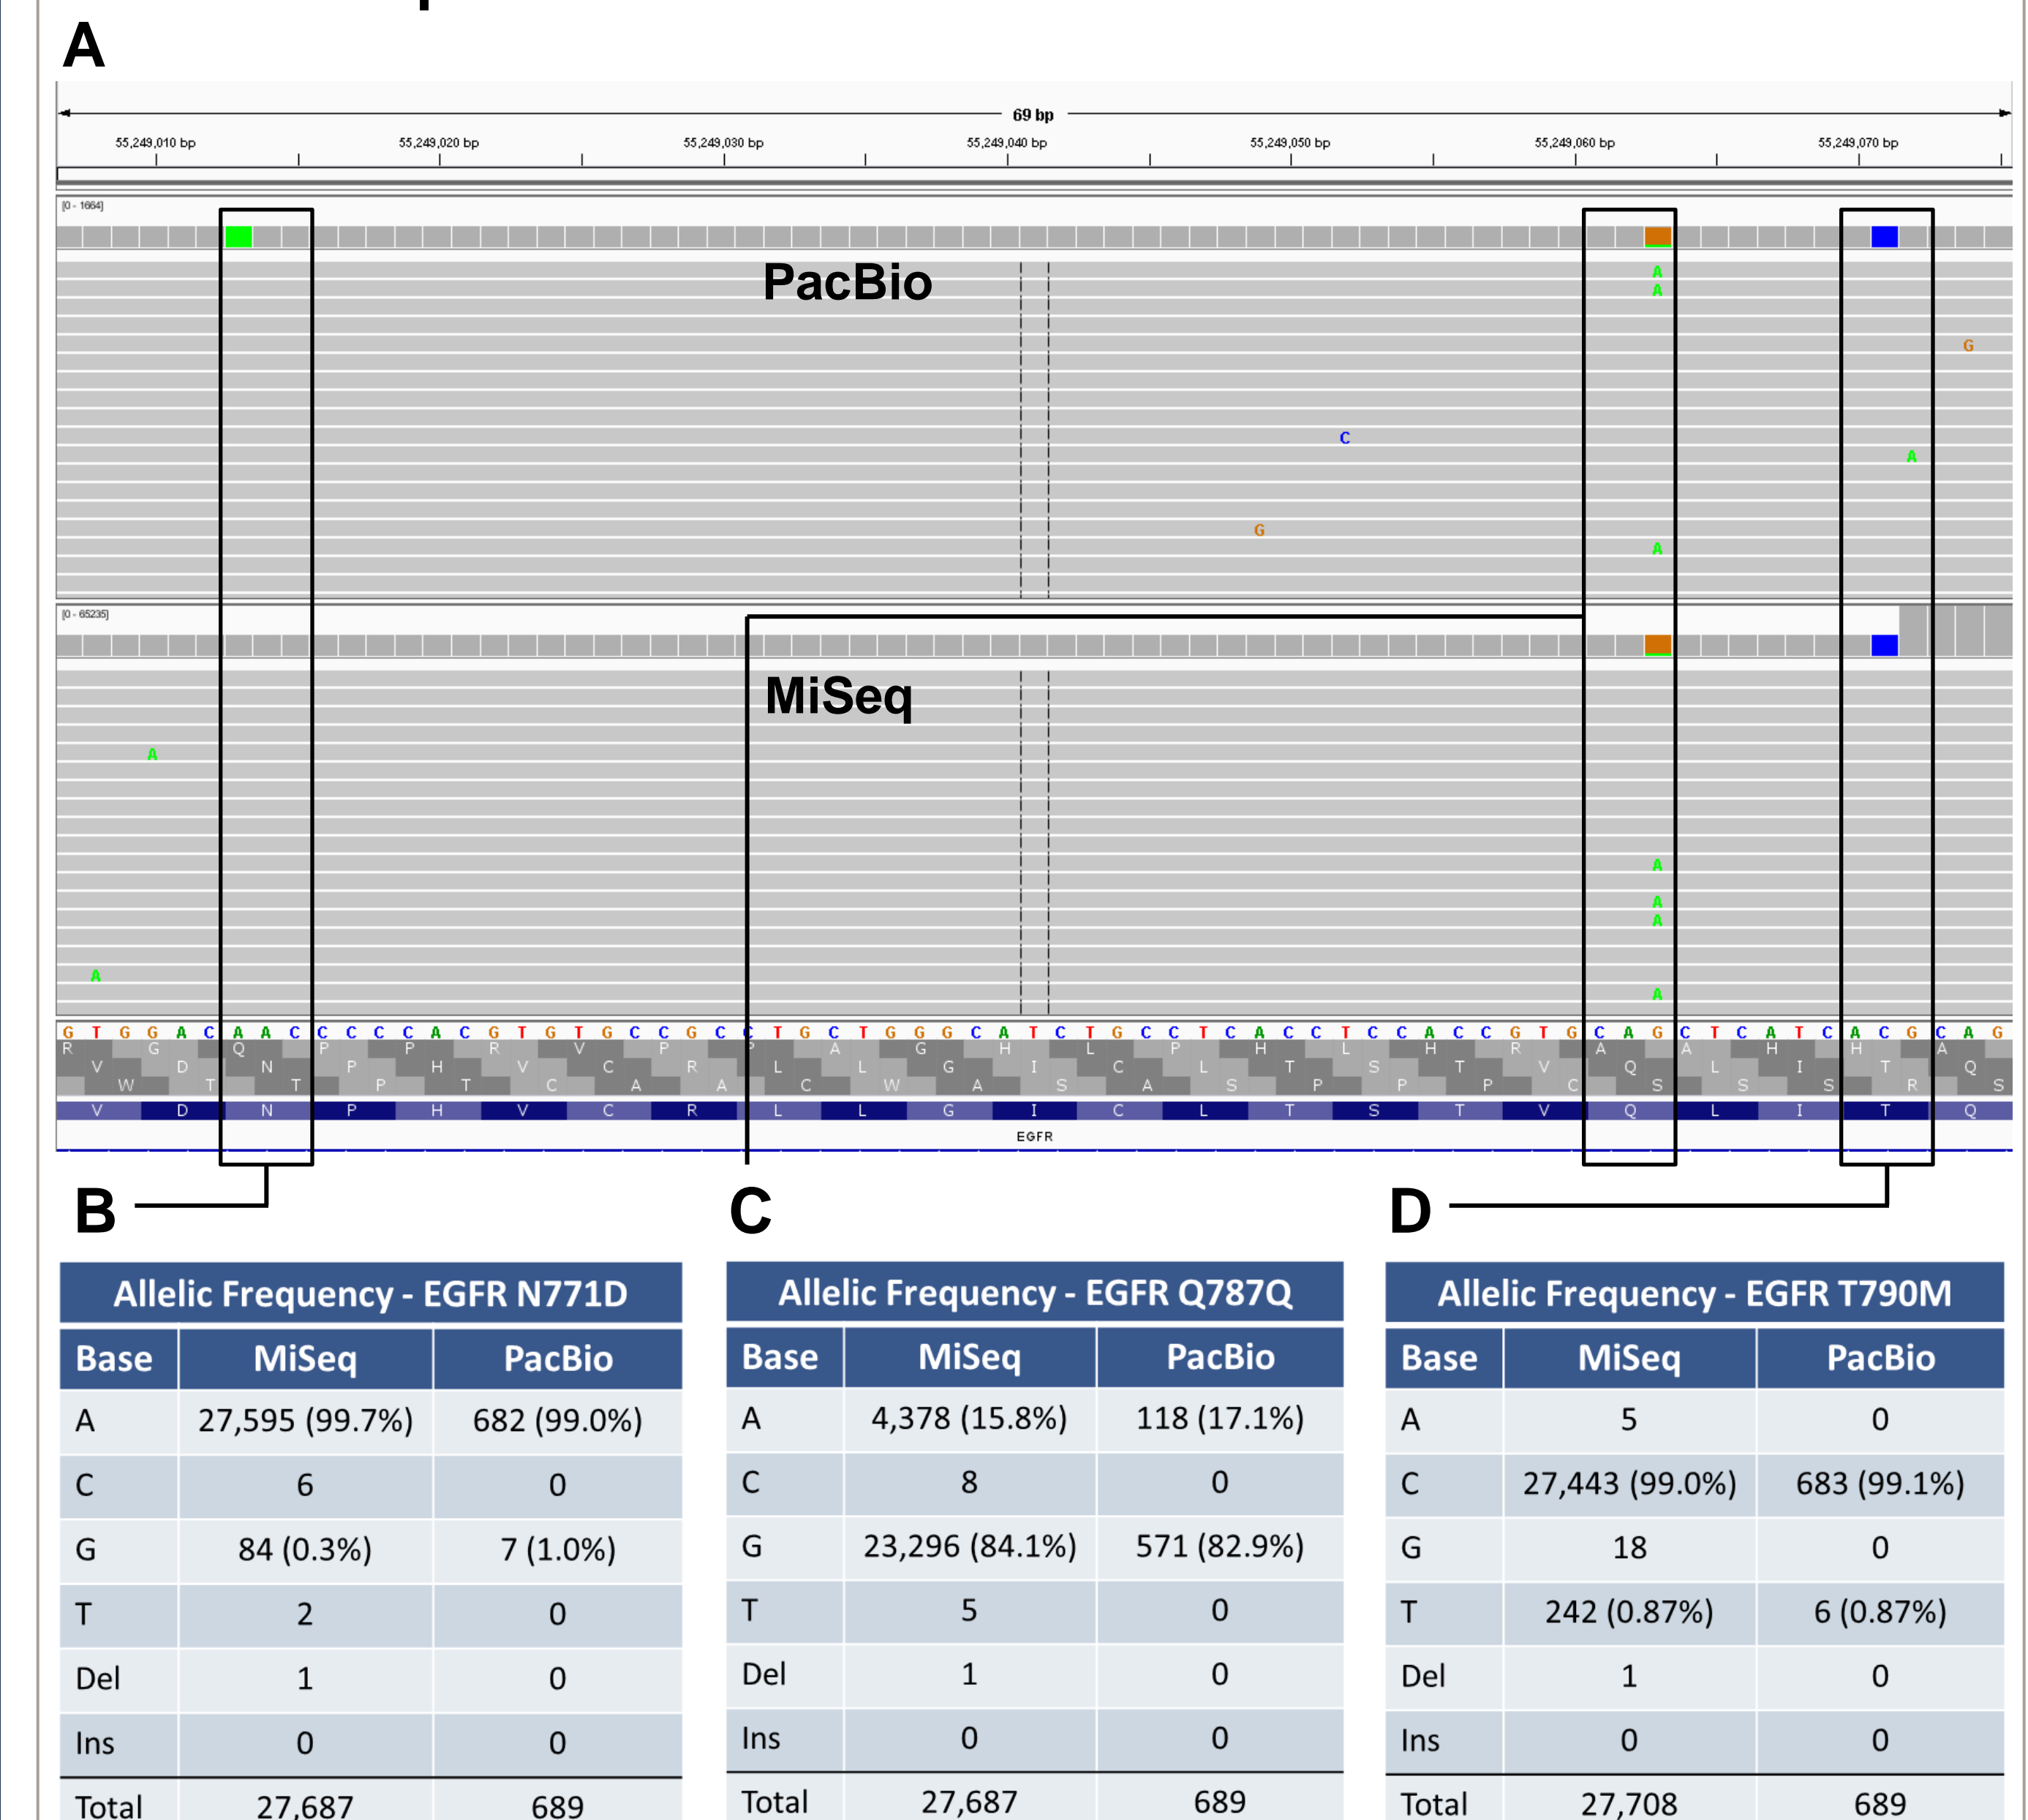 A
69 bp
55,249,010 bp 55,249,020 bp 55,249,030 bp 55,249,040 bp 55,249,050 bp 55,249,060 bp 55,249,070 bp
[0 - 1664]
PacBio
A
A
G
C
A
G
A
[0 - 65235]
MiSeq
A
A
A
A
A
A
G T G G A C A A C C C C C A C G T G T G C C G C C T G C T G G G C A T C T G C C T C A C C T C C A C C G T G C A G C T C A T C A C G C A G
R G Q P P R V P P A G H L P H L H R A A H H A
V D N P H V C R L L G I C L T S T V Q L I T Q
W T T P T C A A C W A S A S P P P C S S S R S
V D N P H V C R L L G I C L T S T V Q L I T Q
EGFR
B C D
Allelic Frequency - EGFR N771D
Base MiSeq PacBio
A 27,595 (99.7%) 682 (99.0%)
C 6 0
G 84 (0.3%) 7 (1.0%)
T 2 0
Del 1 0
Ins 0 0
Total 27,687 689
Allelic Frequency - EGFR Q787Q
Base MiSeq PacBio
A 4,378 (15.8%) 118 (17.1%)
C 8 0
G 23,296 (84.1%) 571 (82.9%)
T 5 0
Del 1 0
Ins 0 0
Total 27,687 689
Allelic Frequency - EGFR T790M
Base MiSeq PacBio
A 5 0
C 27,443 (99.0%) 683 (99.1%)
G 18 0
T 242 (0.87%) 6 (0.87%)
Del 1 0
Ins 0 0
Total 27,708 689